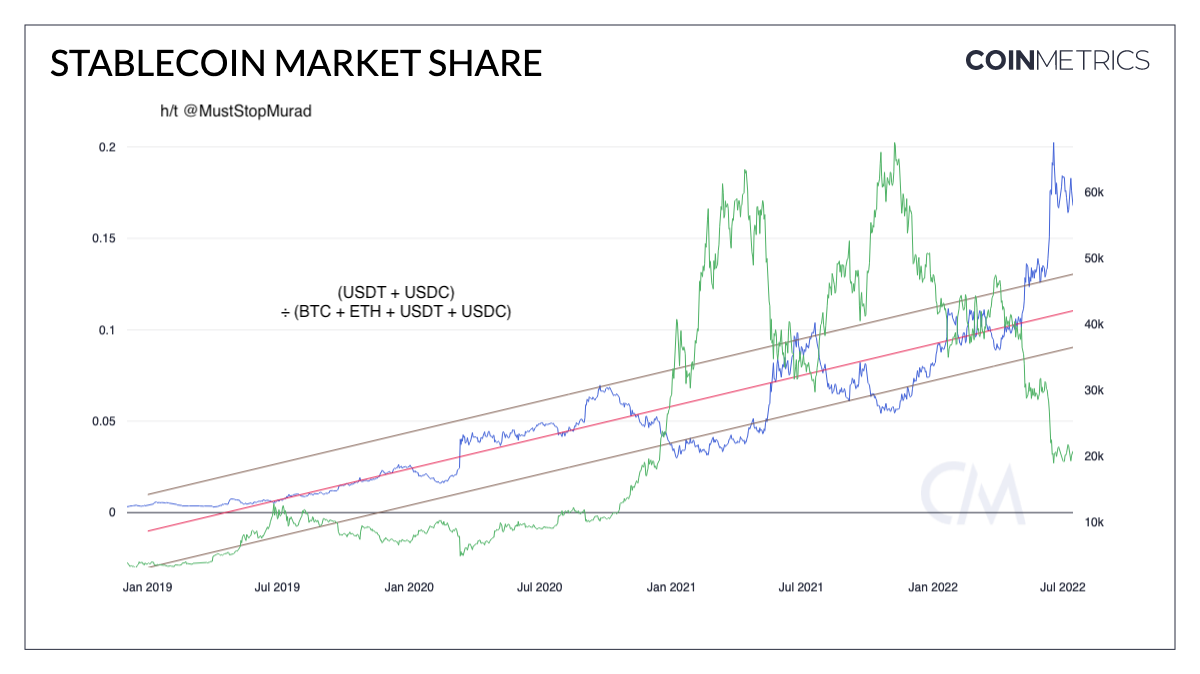 STABLECOIN MARKET SHARE
COINMETRICS
h/t @MustStopMurad
0.2
0.15
0.1
0.05
0
60k
50k
40k
30k
20k
10k
(USDT + USDC)
÷ (BTC + ETH + USDT + USDC)
CM
Jan 2019
Jul 2019
Jan 2020
Jul 2020
Jan 2021
Jul 2021
Jan 2022
Jul 2022